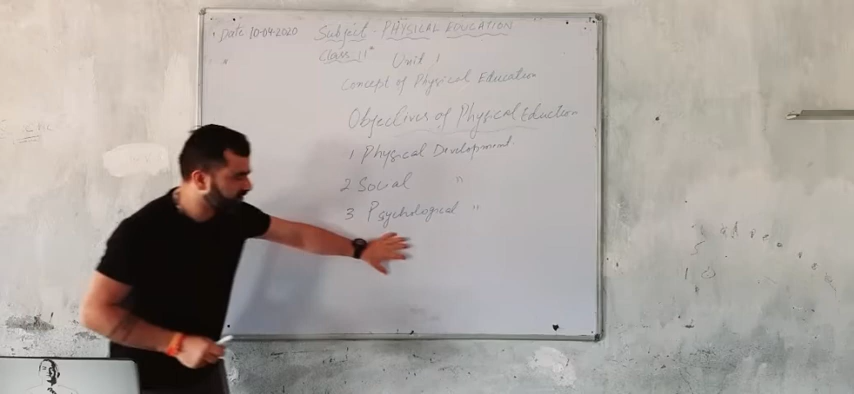 Date 10-04-2020 Subject - PHYSICAL EDUCATION
Class 11th Unit 1
Concept of Physical Education
Objectives of Physical Eduction
1 Physical Development
2 Social "
3 Psychological "